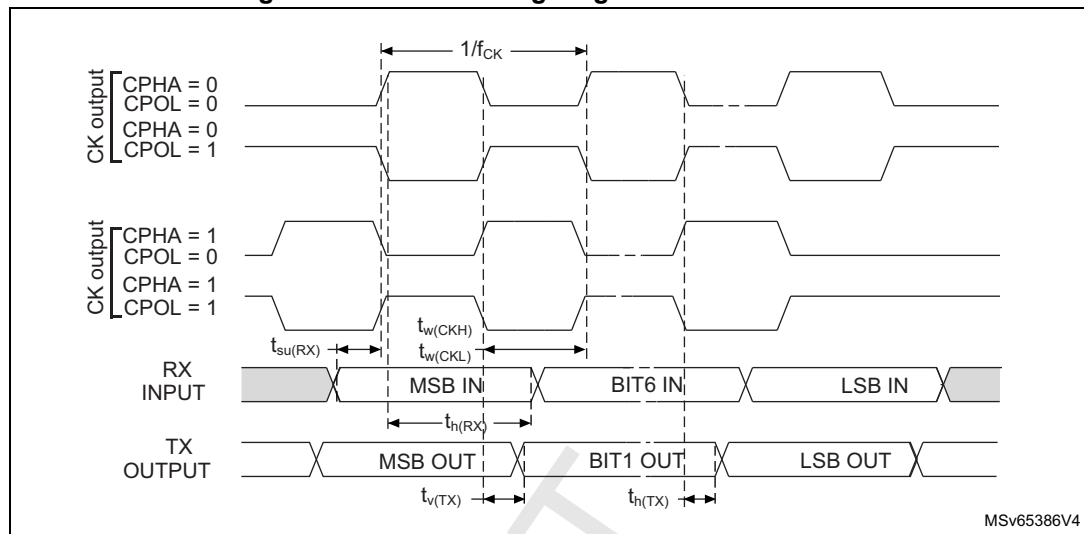 1/fCK
CK output
CPHA = 0
CPOL = 0
CPHA = 0
CPOL = 1
CK output
CPHA = 1
CPOL = 0
CPHA = 1
CPOL = 1
tw(CKH)
tw(CKL)
tsu(RX)
RX
INPUT
MSB IN
BIT6 IN
LSB IN
th(RX)
TX
OUTPUT
MSB OUT
BIT1 OUT
LSB OUT
tv(TX)
th(TX)
MSv65386V4